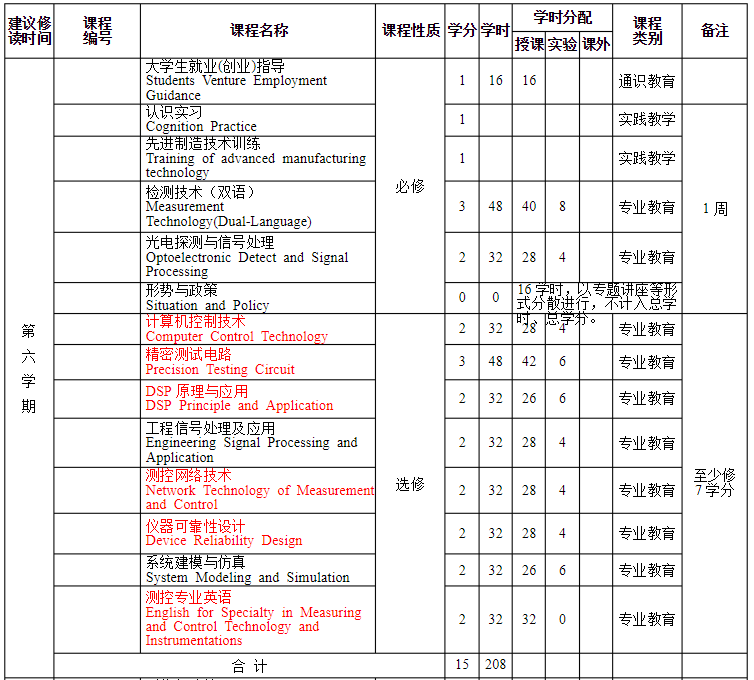 建议修
读时间
课程
编号
课程名称
课程性质
学分
学时
学时分配
授课 实验 课外
课程
类别
备注
第
六
学
期
大学生就业(创业)指导
Students Venture Employment
Guidance
1 16 16 通识教育
认识实习
Cognition Practice
1 实践教学
先进制造技术训练
Training of advanced manufacturing
technology
1 实践教学
必修
检测技术（双语）
Measurement
Technology(Dual-Language)
3 48 40 8 专业教育
1 周
光电探测与信号处理
Optoelectronic Detect and Signal
Processing
2 32 28 4 专业教育
形势与政策
Situation and Policy
0 0
16 学时，以专题讲座等形
式分散进行，不计入总学
时、总学分。
计算机控制技术
Computer Control Technology
2 32 28 4 专业教育
精密测试电路
Precision Testing Circuit
3 48 42 6 专业教育
DSP 原理与应用
DSP Principle and Application
2 32 26 6 专业教育
工程信号处理及应用
Engineering Signal Processing and
Application
2 32 28 4 专业教育
测控网络技术
Network Technology of Measurement
and Control
2 32 28 4 专业教育
选修
至少修
7 学分
仪器可靠性设计
Device Reliability Design
2 32 28 4 专业教育
系统建模与仿真
System Modeling and Simulation
2 32 26 6 专业教育
测控专业英语
English for Specialty in Measuring
and Control Technology and
Instrumentations
2 32 32 0 专业教育
合 计 15 208